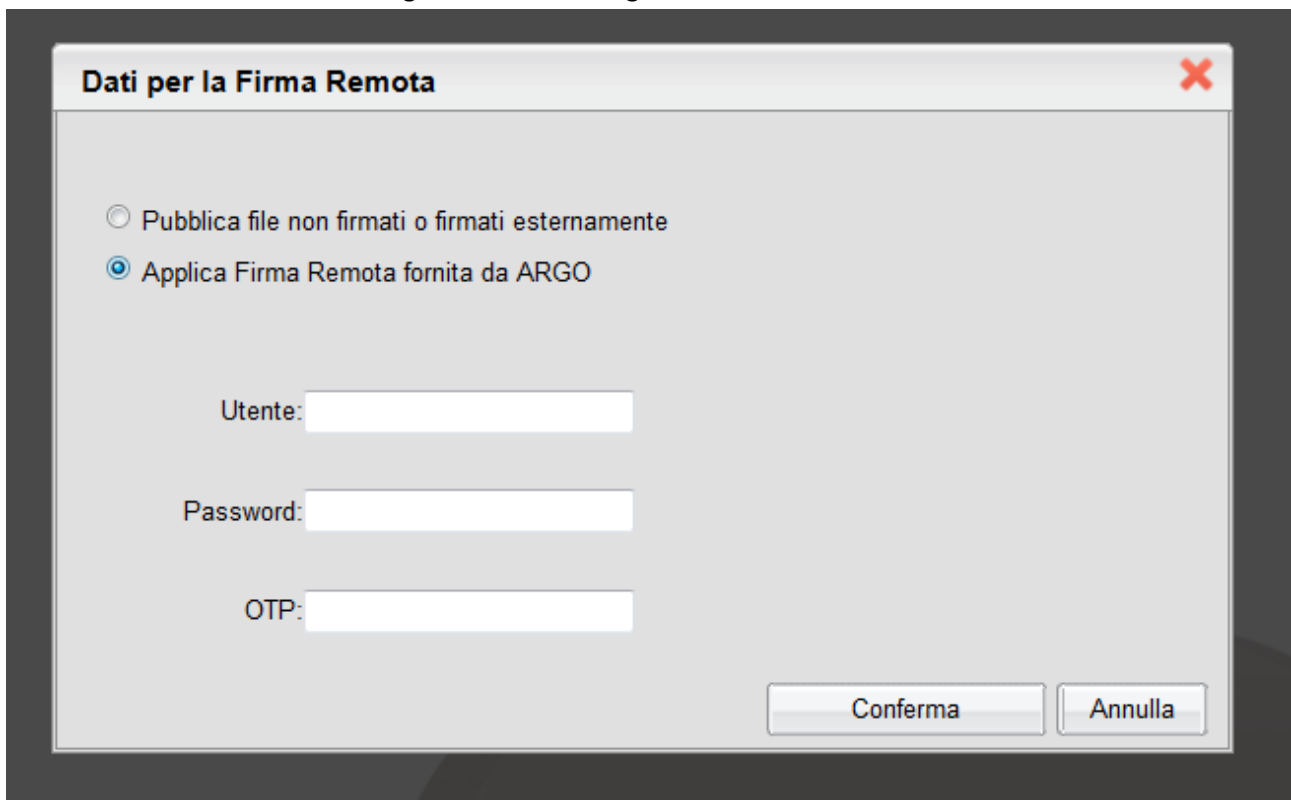 Dati per la Firma Remota
Pubblica file non firmati o firmati esternamente
Applica Firma Remota fornita da ARGO
Utente:
Password:
OTP:
Conferma Annulla